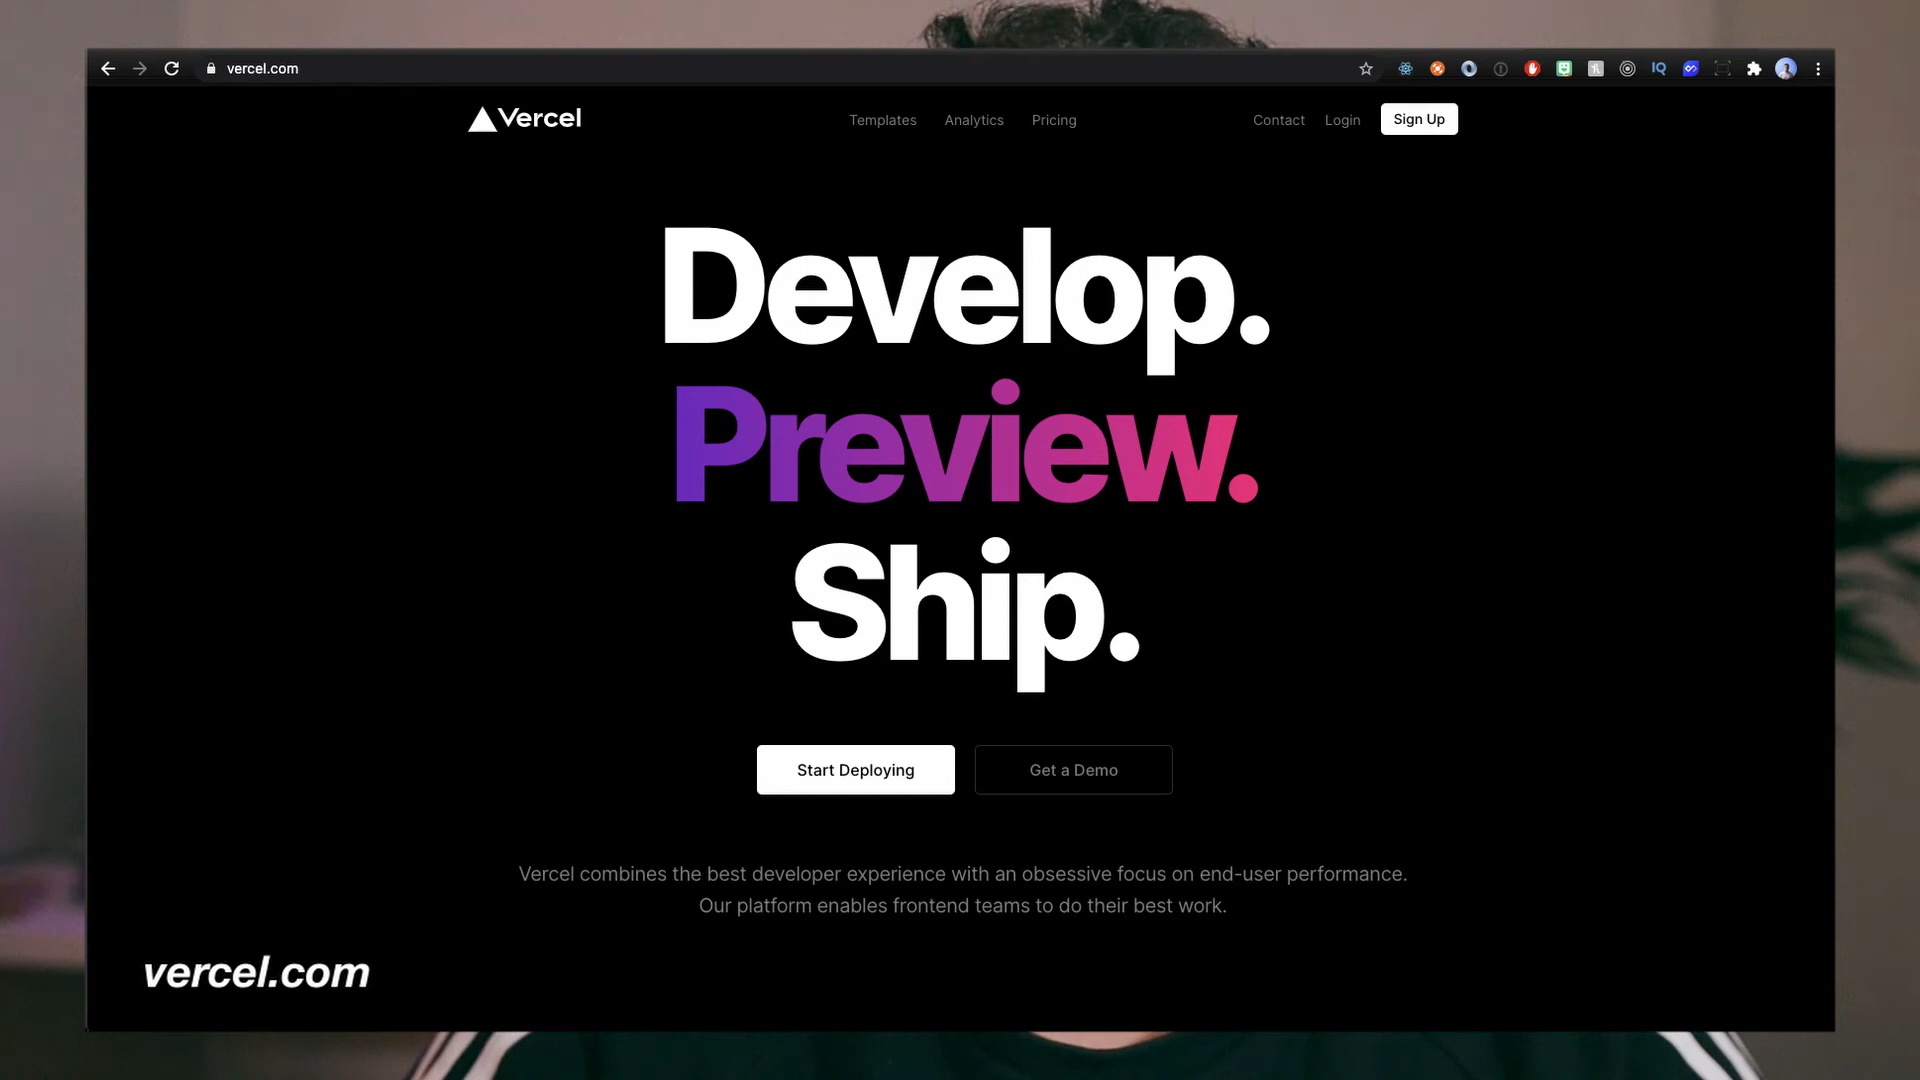 vercel.com
Vercel
Templates Analytics Pricing
Contact Login Sign Up
Develop.
Preview.
Ship.
Start Deploying Get a Demo
Vercel combines the best developer experience with an obsessive focus on end-user performance.
Our platform enables frontend teams to do their best work.
vercel.com